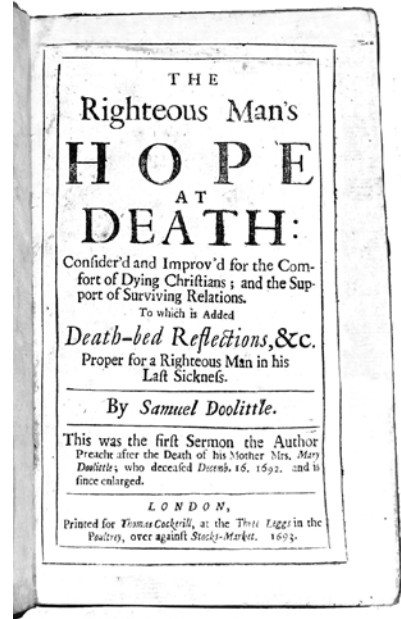 THE
Righteous Man's
HOPE
AT
DEATH:
Conſider'd and Improv'd for the Com-
fort of Dying Chriſtians; and the Sup-
port of Surviving Relations.
To which is Added
Death-bed Reflections, &c.
Proper for a Righteous Man in his
Laſt Sickneſs.
By Samuel Doolittle.
This was the firſt Sermon the Author
Preacht after the Death of his Mother Mrs. Mary
Doolittle; who deceaſed Decemb. 16. 1692. and is
ſince enlarged.
LONDON,
Printed for Thomas Cockerill, at the Three Leggs in the
Poultrey, over againſt Stocks-Market. 1693.